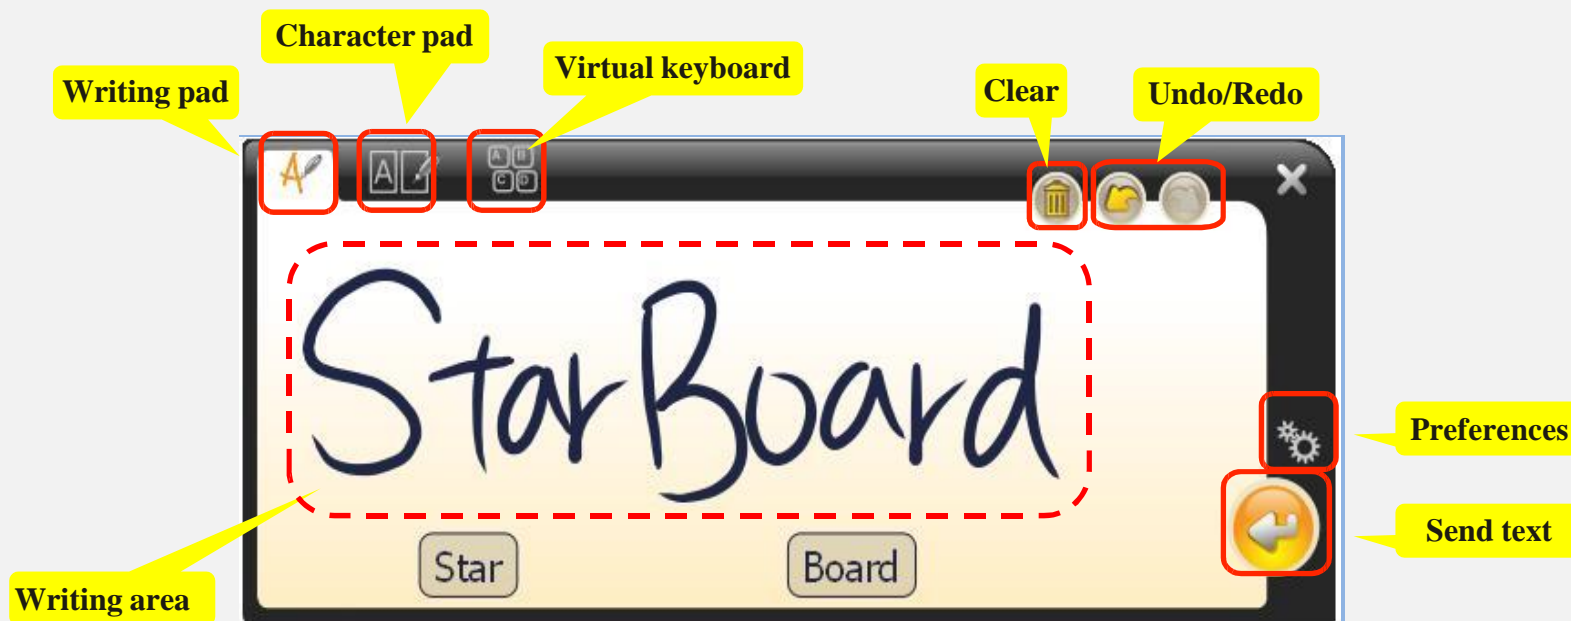 Character pad
Virtual keyboard
Writing pad
Clear
Undo/Redo
A
A
A B
C D
StarBoard
Preferences
Send text
Star
Board
Writing area